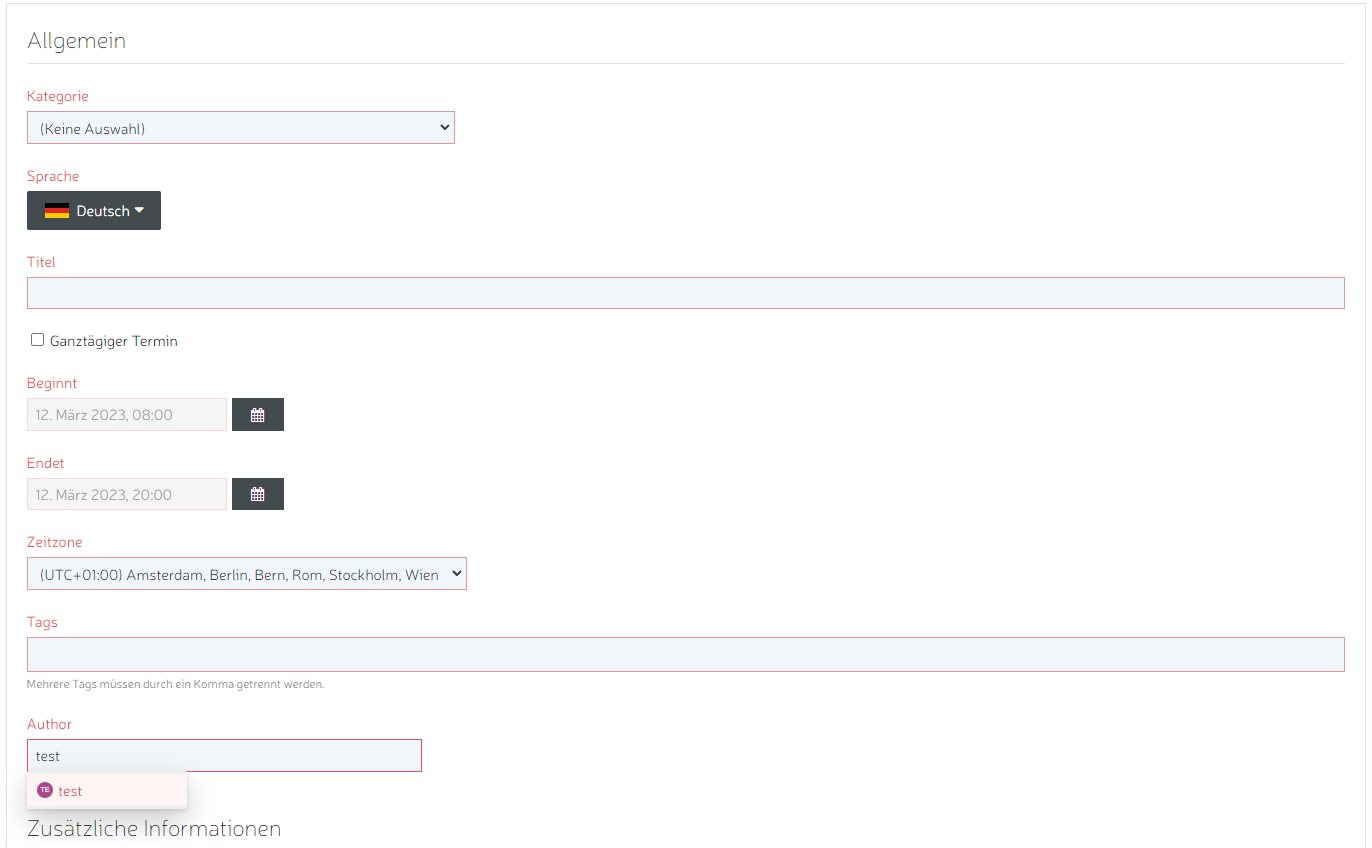 Allgemein
Kategorie
(Keine Auswahl)
Sprache
Deutsch
Titel
Ganztägiger Termin
Beginnt
12. März 2023, 08:00
Endet
12. März 2023, 20:00
Zeitzone
(UTC+01:00) Amsterdam, Berlin, Bern, Rom, Stockholm, Wien
Tags
Mehrere Tags müssen durch ein Komma getrennt werden.
Author
test
TE test
Zusätzliche Informationen